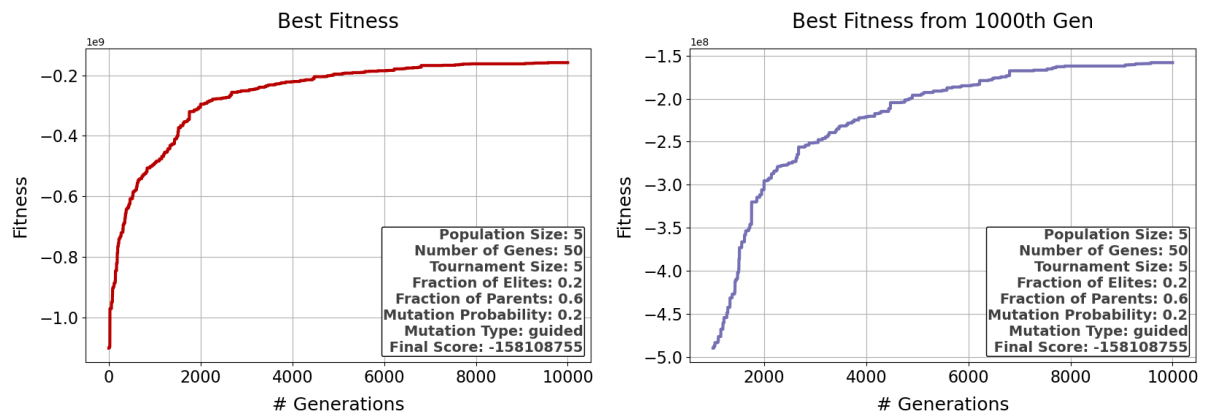 Best Fitness
1e9
−0.2
−0.4
−0.6
−0.8
−1.0
Fitness
Population Size: 5
Number of Genes: 50
Tournament Size: 5
Fraction of Elites: 0.2
Fraction of Parents: 0.6
Mutation Probability: 0.2
Mutation Type: guided
Final Score: -158108755
0 2000 4000 6000 8000 10000
# Generations
Best Fitness from 1000th Gen
1e8
−1.5
−2.0
−2.5
−3.0
−3.5
−4.0
−4.5
−5.0
Fitness
Population Size: 5
Number of Genes: 50
Tournament Size: 5
Fraction of Elites: 0.2
Fraction of Parents: 0.6
Mutation Probability: 0.2
Mutation Type: guided
Final Score: -158108755
2000 4000 6000 8000 10000
# Generations